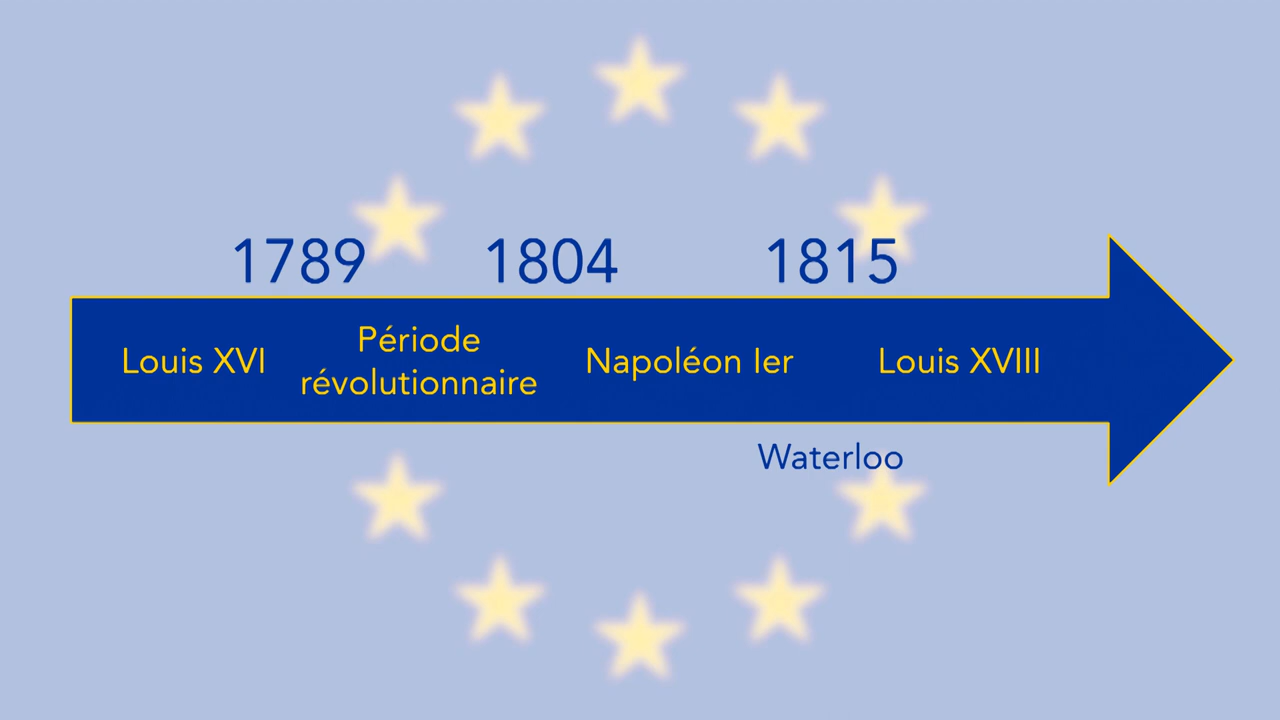 1789 1804 1815
Louis XVI
Période
révolutionnaire
Napoléon Ier
Louis XVIII
Waterloo